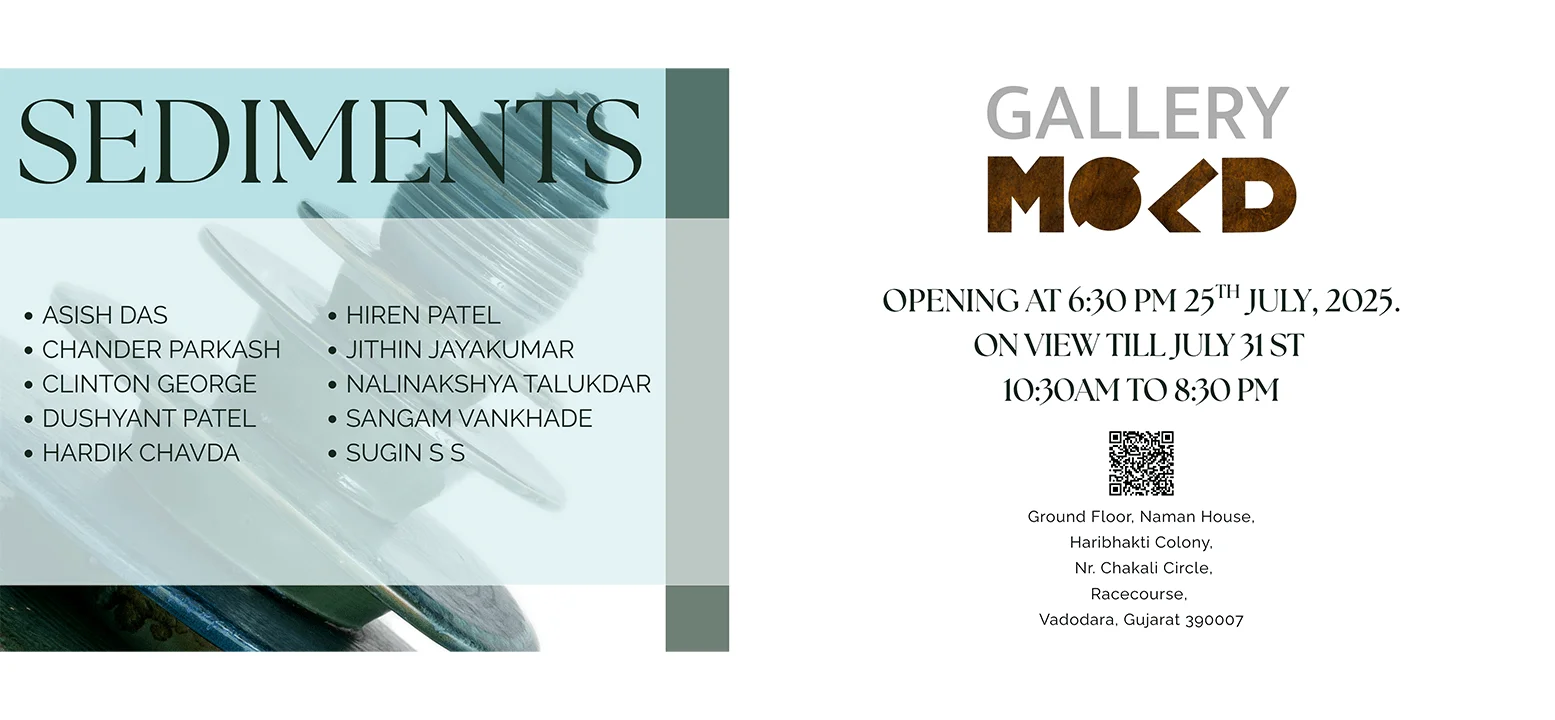 SEDIMENTS
• ASISH DAS
• CHANDER PARKASH
• CLINTON GEORGE
• DUSHYANT PATEL
• HARDIK CHAVDA
• HIREN PATEL
• JITHIN JAYAKUMAR
• NALINAKSHYA TALUKDAR
• SANGAM VANKHADE
• SUGIN S S
GALLERY
MOLD
OPENING AT 6:30 PM 25TH JULY, 2025.
ON VIEW TILL JULY 31 ST
10:30AM TO 8:30 PM
Ground Floor, Naman House,
Haribhakti Colony,
Nr. Chakali Circle,
Racecourse,
Vadodara, Gujarat 390007